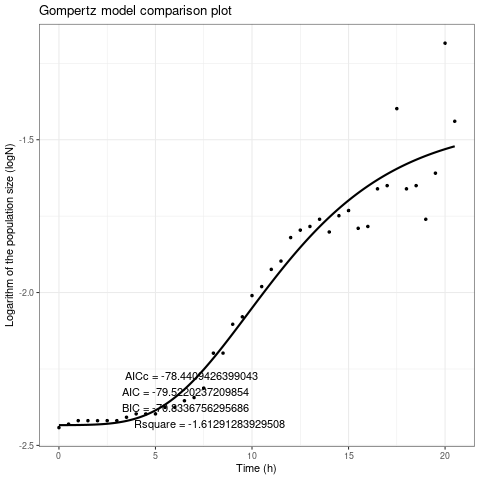 Gompertz model comparison plot
Logarithm of the population size (logN)
-1.5
-2.0
-2.5
AICc = -78.4409426399043
AIC = -79.5220237209854
BIC = -70.8336756295686
Rsquare = -1.61291283929508
0 5 10 15 20
Time (h)